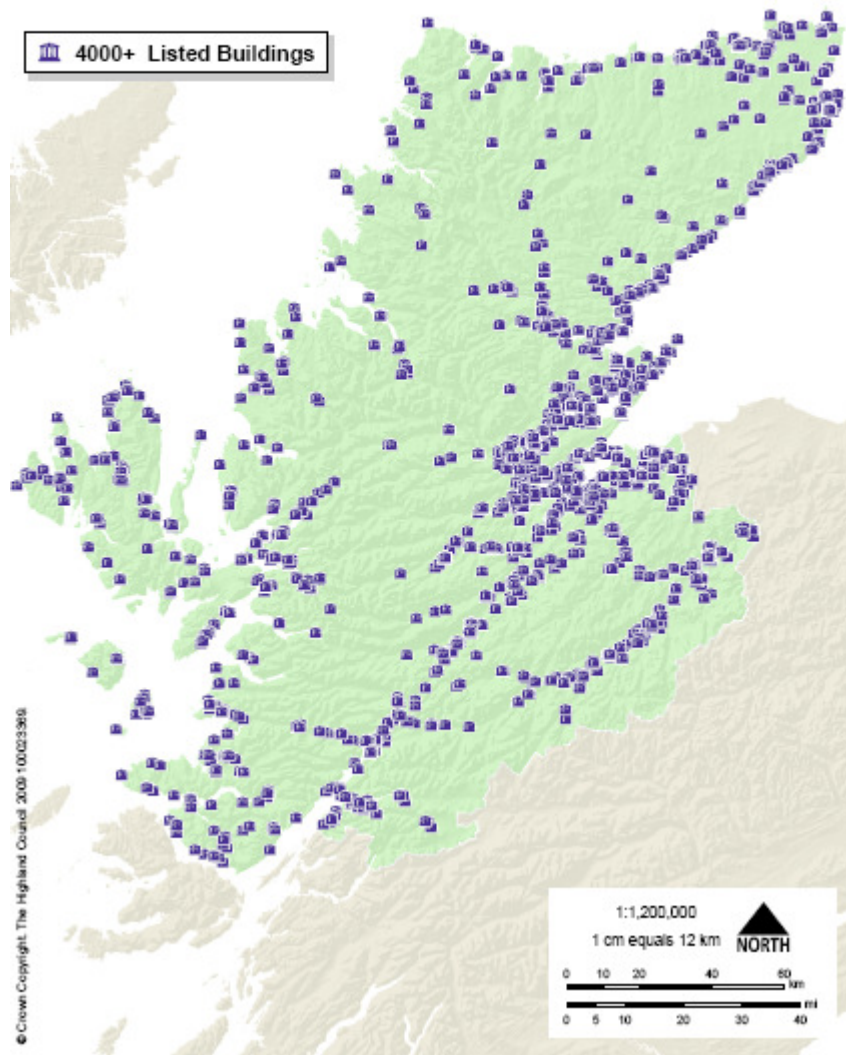 4000+ Listed Buildings
© Crown Copyright. The Highland Council 2009 100023369.
1:1,200,000
1 cm equals 12 km
NORTH
0 10 20 40 60
km
mi
0 5 10 20 30 40